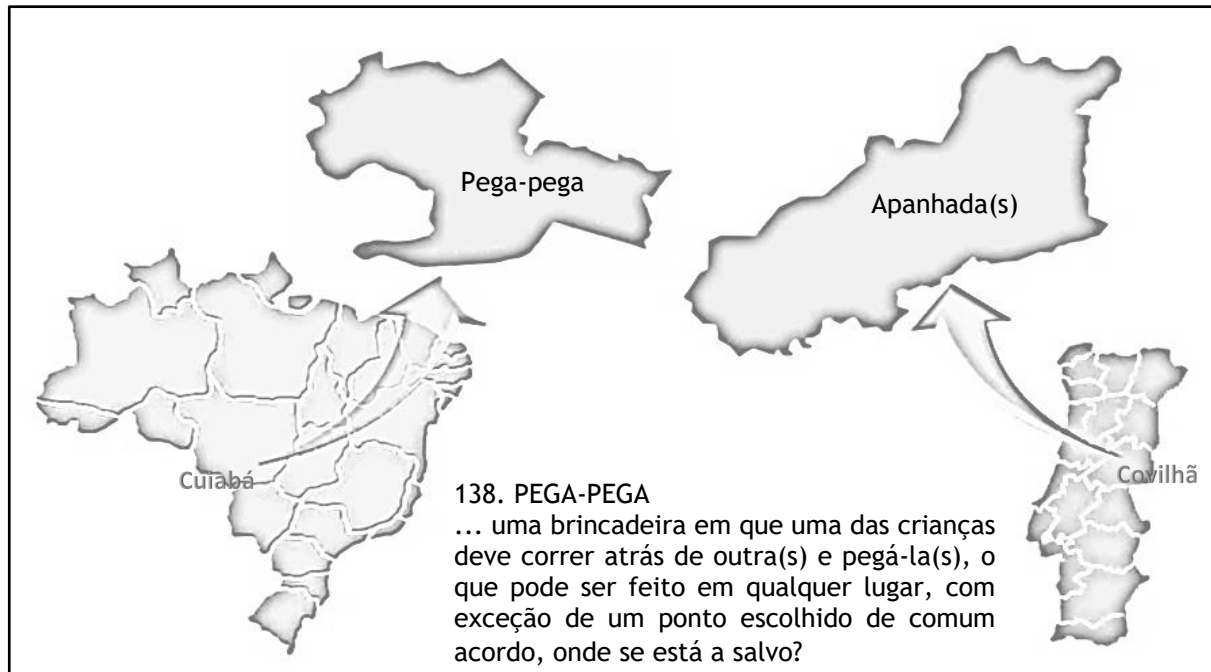 Pega-pega
Apanhada(s)
Cuiabá
Covilhã
138. PEGA-PEGA
... uma brincadeira em que uma das crianças
deve correr atrás de outra(s) e pegá-la(s), o
que pode ser feito em qualquer lugar, com
exceção de um ponto escolhido de comum
acordo, onde se está a salvo?